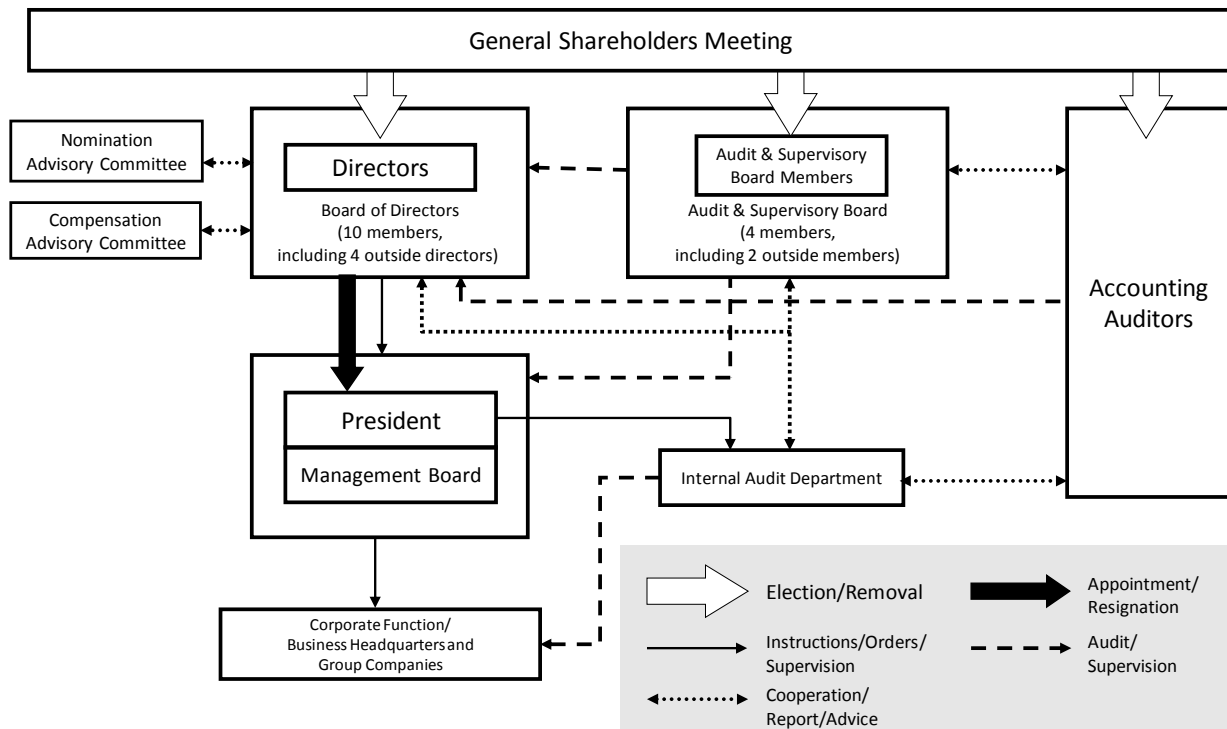 General Shareholders Meeting
Nomination
Advisory Committee
Compensation
Advisory Committee
Directors
Board of Directors
(10 members,
including 4 outside directors)
Audit & Supervisory
Board Members
Audit & Supervisory Board
(4 members,
including 2 outside members)
Accounting
Auditors
President
Management Board
Internal Audit Department
Corporate Function/
Business Headquarters and
Group Companies
Election/Removal
Appointment/
Resignation
Instructions/Orders/
Supervision
Audit/
Supervision
Cooperation/
Report/Advice